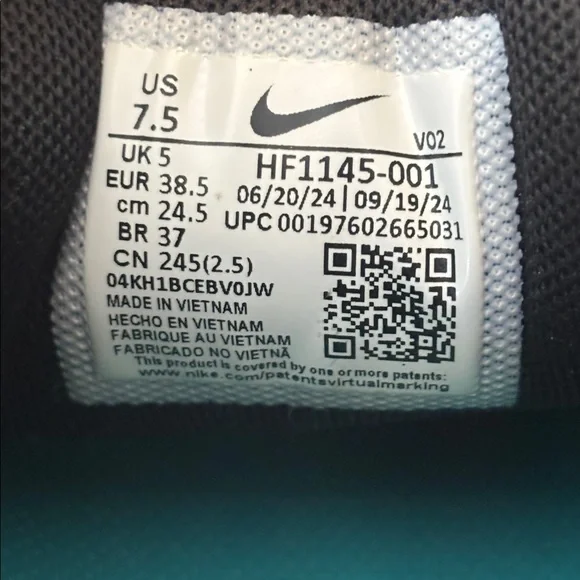 US
7.5
V02
UK 5
HF1145-001
EUR 38.5
06/20/24 | 09/19/24
cm 24.5
UPC 00197602665031
BR 37
CN 245(2.5)
04KH1BCEBV0JW
MADE IN VIETNAM
HECHO EN VIETNAM
FABRIQUE AU VIETNAM
FABRICADO NO VIETNÃ
This product is covered by one or more patents:
www.nike.com/patentsvirtualmarking